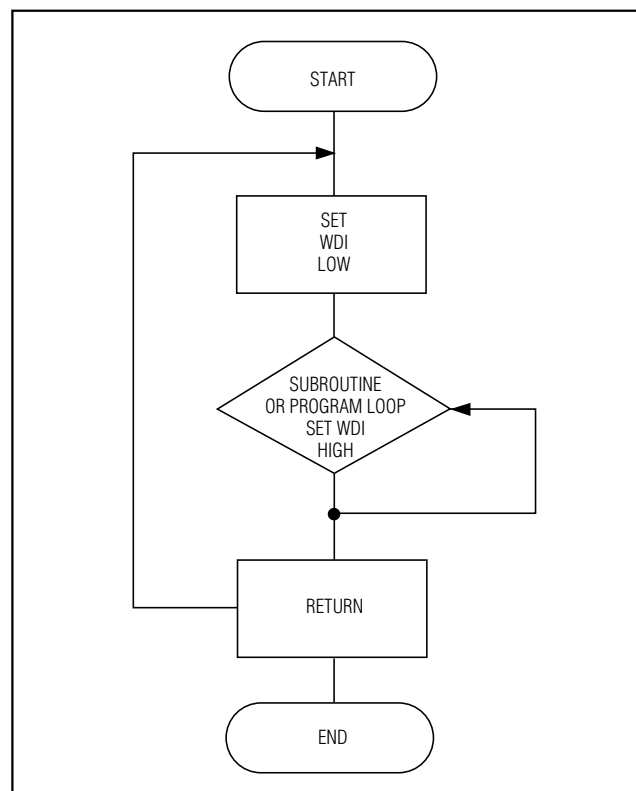 START
SET
WDI
LOW
SUBROUTINE
OR PROGRAM LOOP
SET WDI
HIGH
RETURN
END